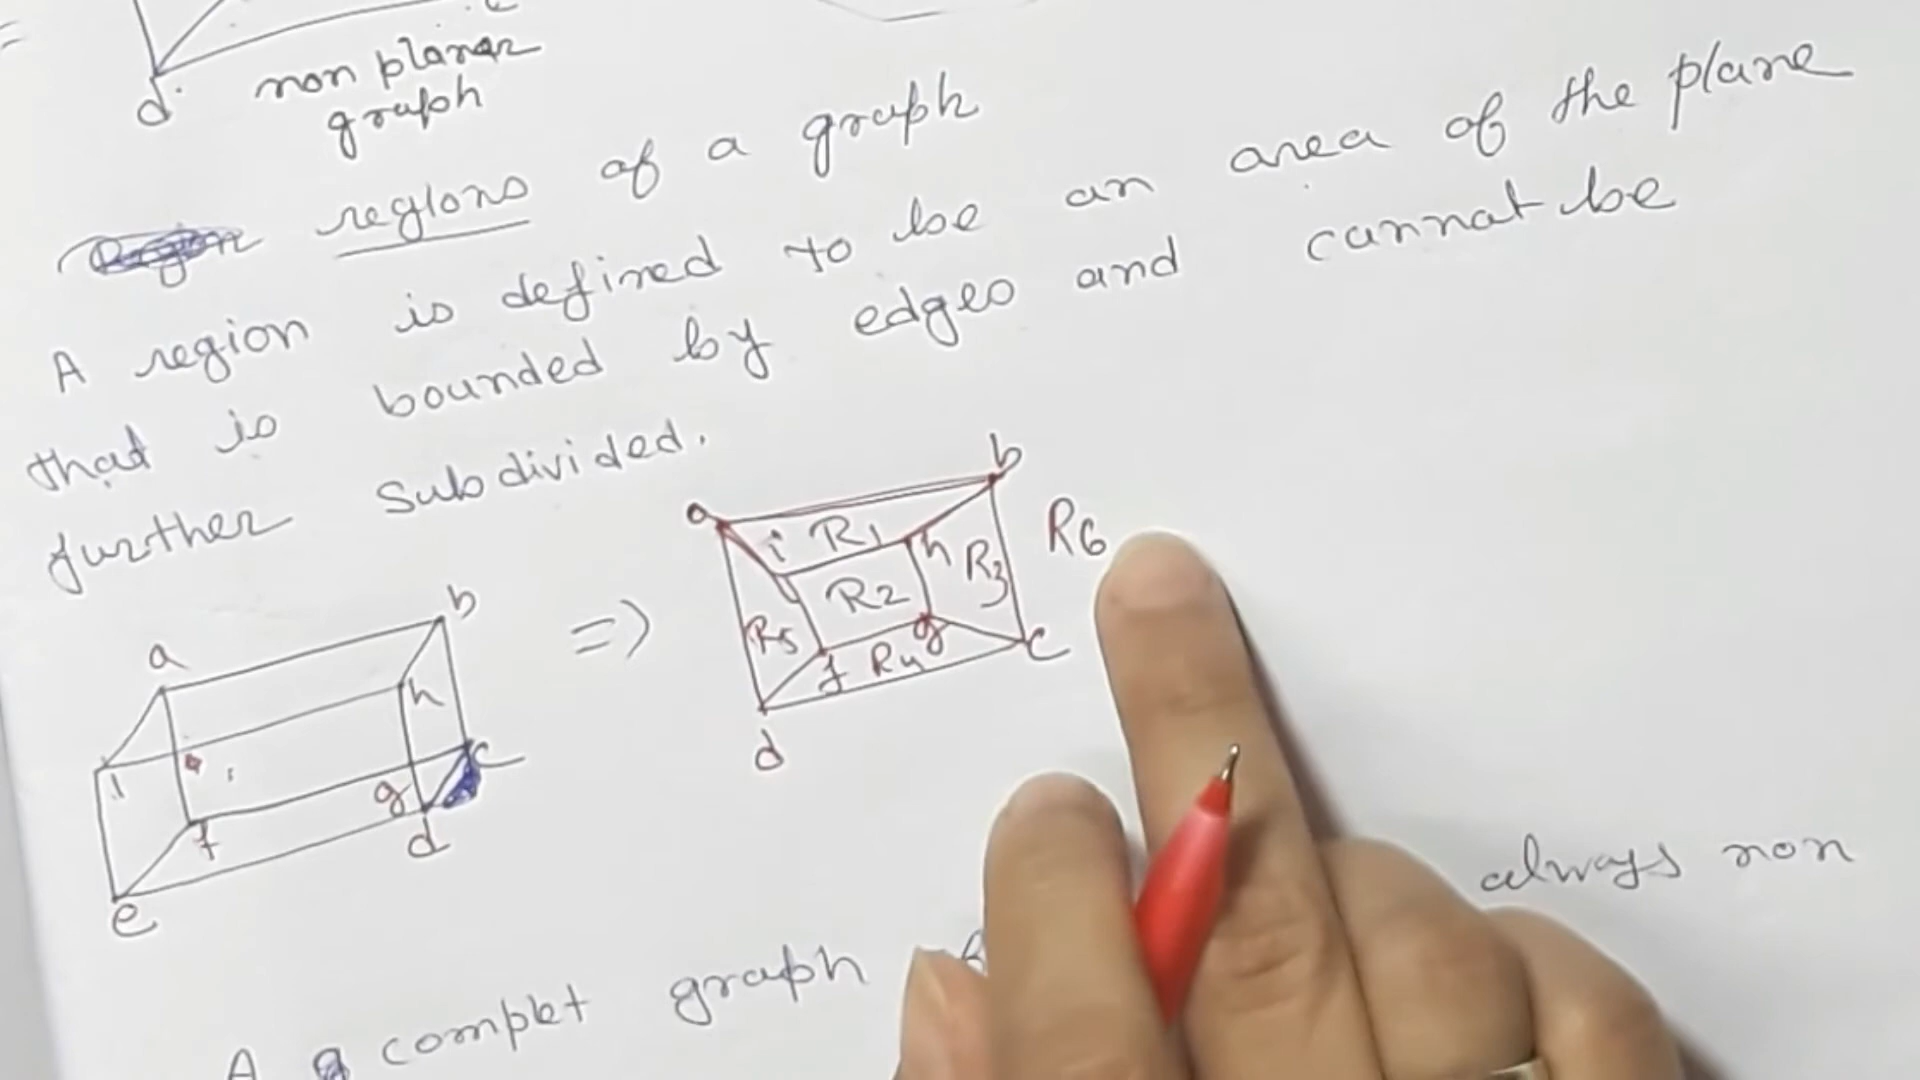 d
non planar
graph
regions of a graph
A region is defined to be an area of the plane
that is bounded by edges and cannat be
further Subdivided.
a b h i c g f d e
=>
a b i R1 h R3 R6 R2 R5 g f R4 c d
always non
A complet graph